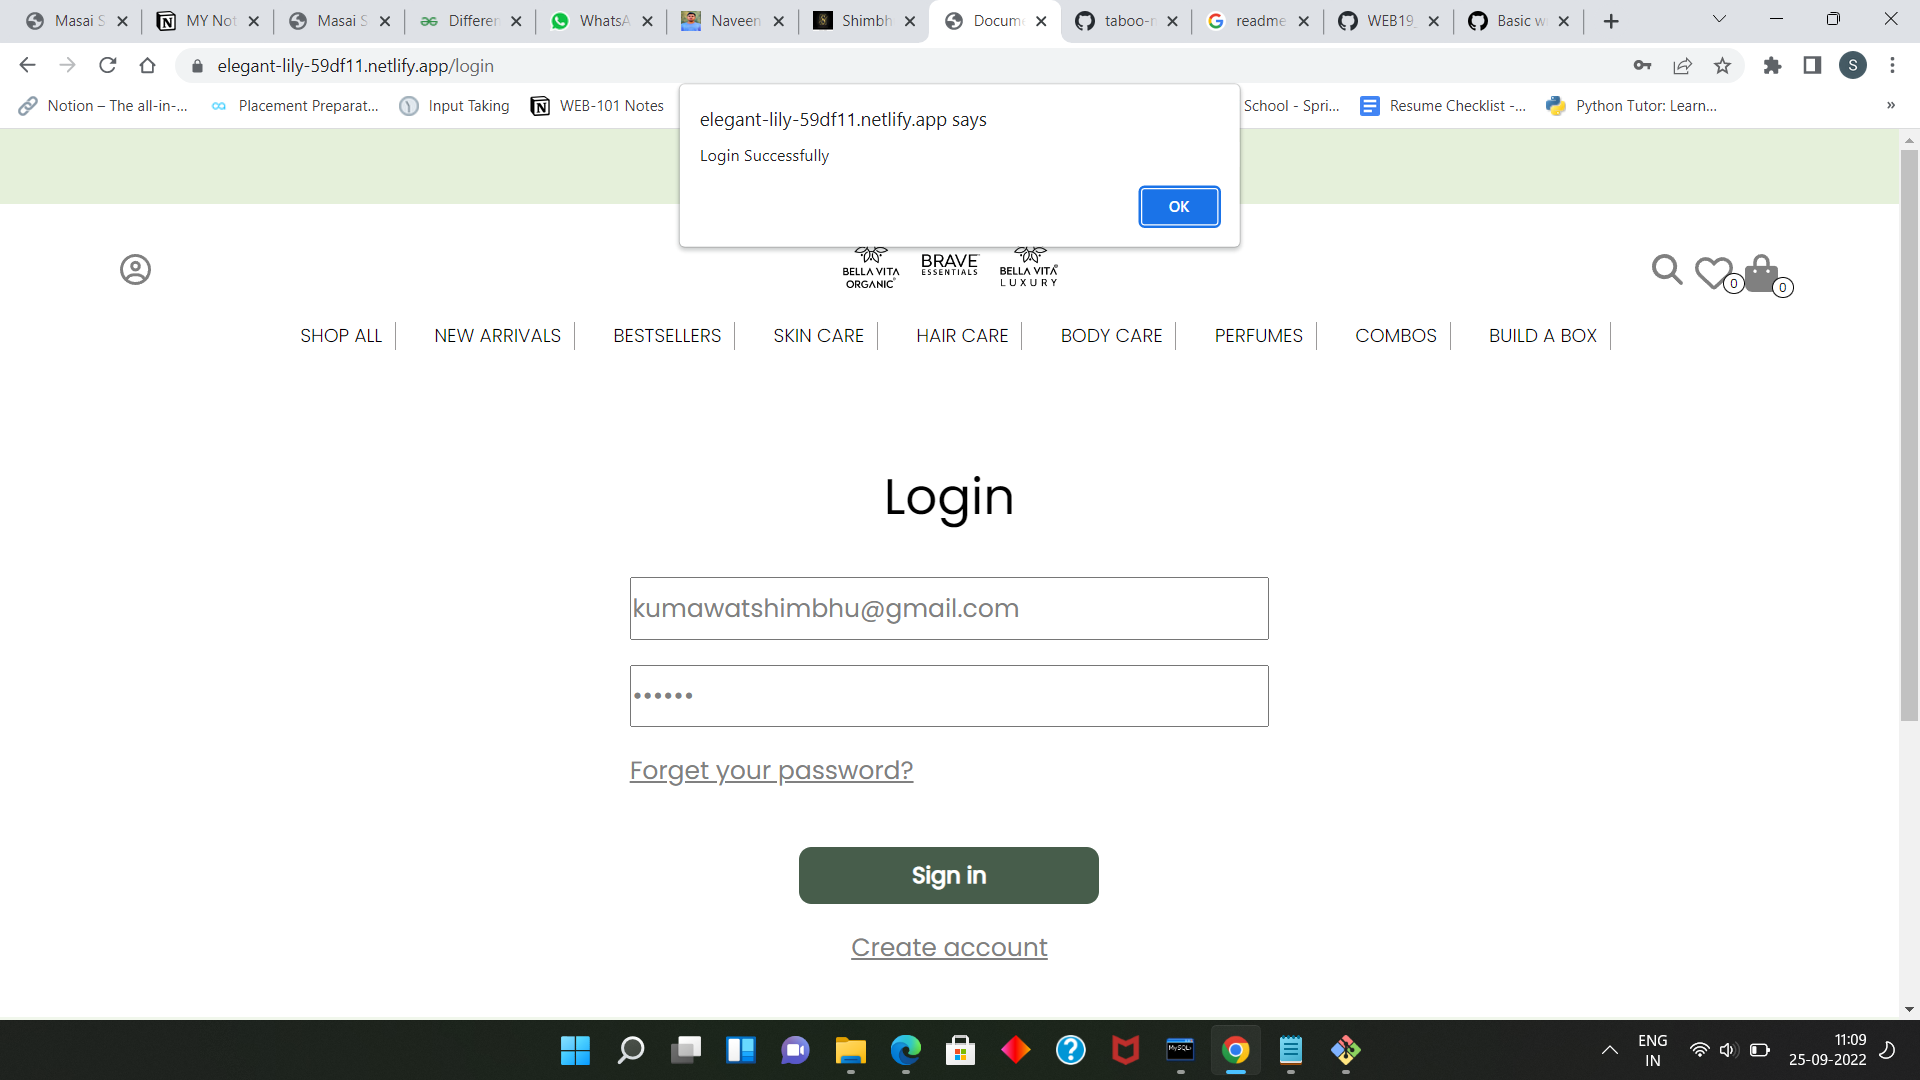 Masai S
MY Not
Masai S
Differen
WhatsA
Naveen
Shimbh
Docume
taboo-n
readme
WEB19_
Basic w
elegant-lily-59df11.netlify.app/login
S
Notion – The all-in-...
Placement Preparat...
Input Taking
WEB-101 Notes
School - Spri...
Resume Checklist -...
Python Tutor: Learn...
»
elegant-lily-59df11.netlify.app says
Login Successfully
OK
BELLA VITA
ORGANIC
BRAVE
ESSENTIALS
BELLA VITA
LUXURY
0
0
SHOP ALL
NEW ARRIVALS
BESTSELLERS
SKIN CARE
HAIR CARE
BODY CARE
PERFUMES
COMBOS
BUILD A BOX
Login
kumawatshimbhu@gmail.com
••••••
Forget your password?
Sign in
Create account
MySQL
ENG
IN
11:09
25-09-2022